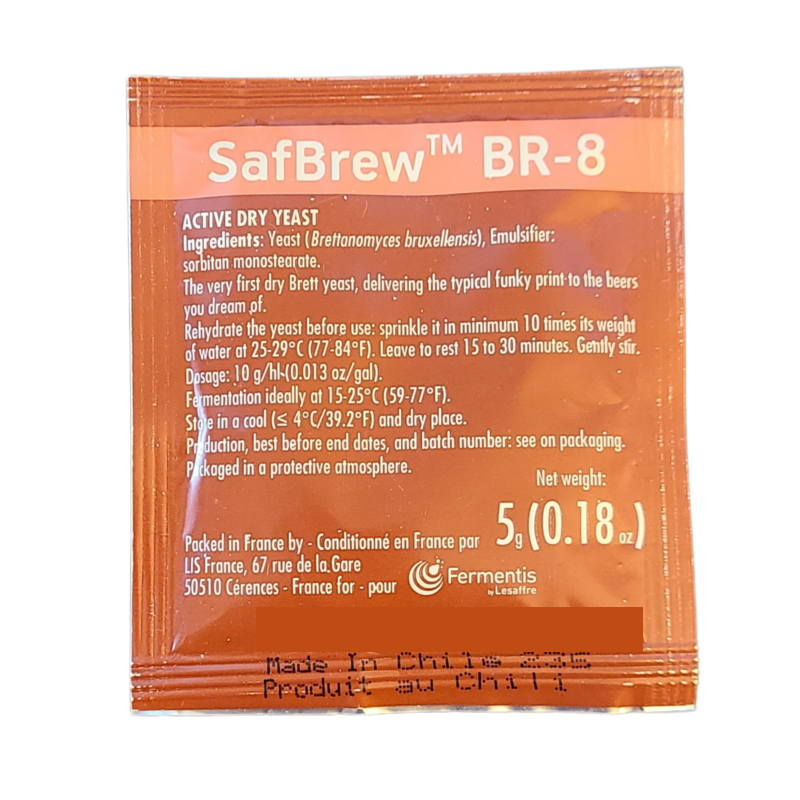 SafBrew™ BR-8
ACTIVE DRY YEAST
Ingredients: Yeast (Brettanomyces bruxellensis), Emulsifier:
sorbitan monostearate.
The very first dry Brett yeast, delivering the typical funky print to the beers
you dream of.
Rehydrate the yeast before use: sprinkle it in minimum 10 times its weight
of water at 25-29°C (77-84°F). Leave to rest 15 to 30 minutes. Gently stir.
Dosage: 10 g/hl (0.013 oz/gal).
Fermentation ideally at 15-25°C (59-77°F).
Store in a cool (≤ 4°C/39.2°F) and dry place.
Production, best before end dates, and batch number: see on packaging.
Packaged in a protective atmosphere.
Net weight:
5g (0.18 oz)
Packed in France by - Conditionné en France par
LIS France, 67 rue de la Gare
50510 Cérences - France for - pour
Fermentis
by Lesaffre
Made In Chile 235
Produit au Chili